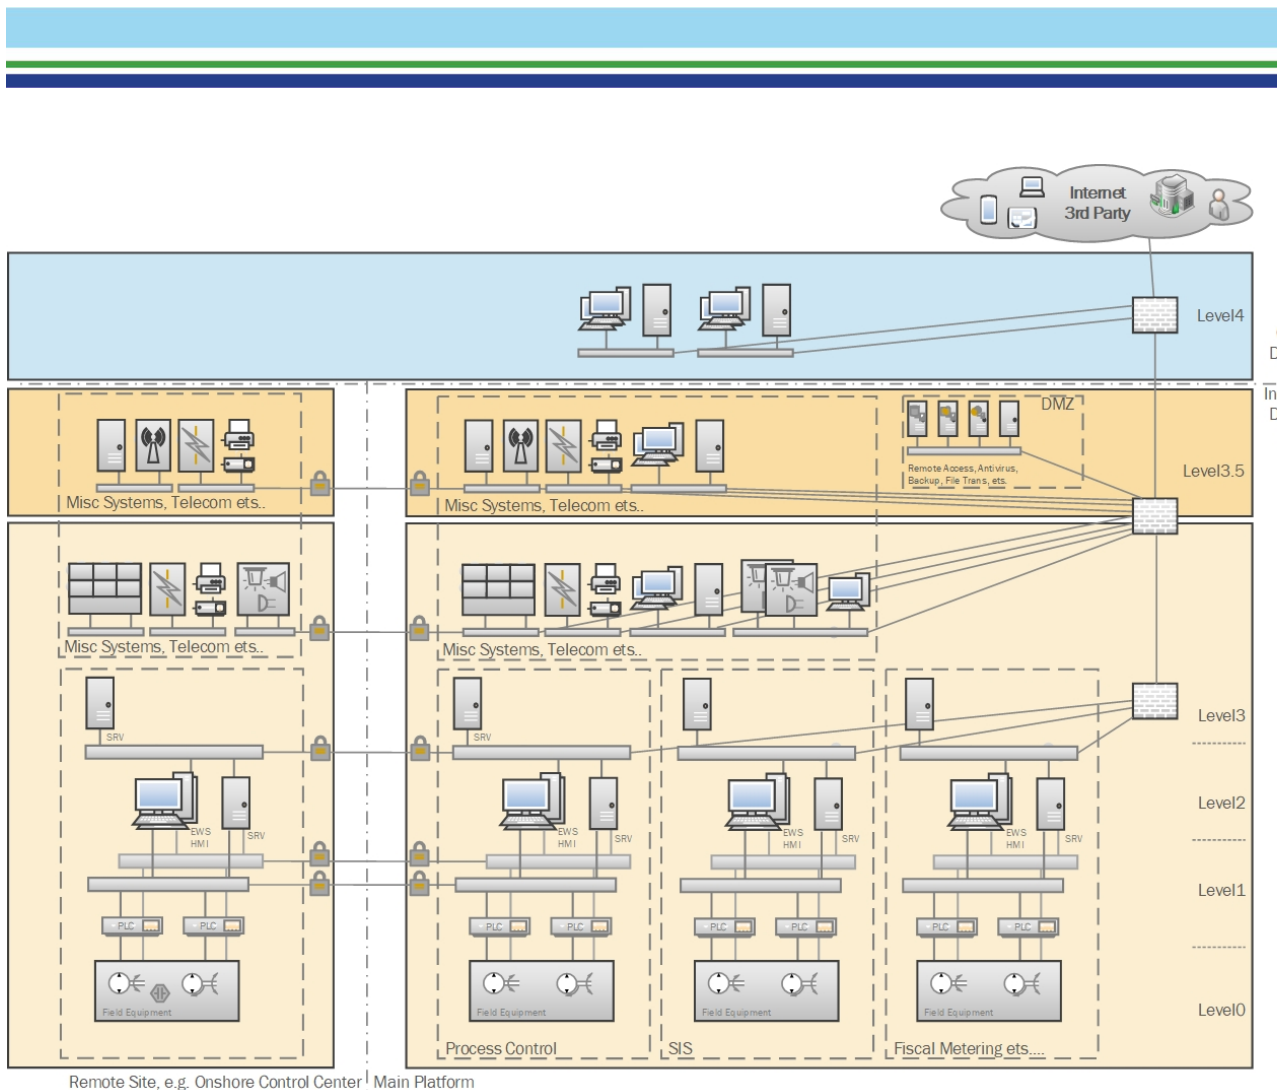 Internet
3rd Party
Level4
D
In
D
DMZ
Remote Access, Antivirus,
Backup, File Trans, ets.
Level3.5
Misc Systems, Telecom ets..
Misc Systems, Telecom ets..
Misc Systems, Telecom ets..
Misc Systems, Telecom ets..
SRV
SRV
Level3
EWS
HMI
SRV
EWS
HMI
SRV
EWS
HMI
SRV
EWS
HMI
SRV
Level2
Level1
PLC
PLC
PLC
PLC
PLC
PLC
PLC
PLC
Field Equipment
Field Equipment
Field Equipment
Field Equipment
Level0
Process Control
SIS
Fiscal Metering ets....
Remote Site, e.g. Onshore Control Center
Main Platform